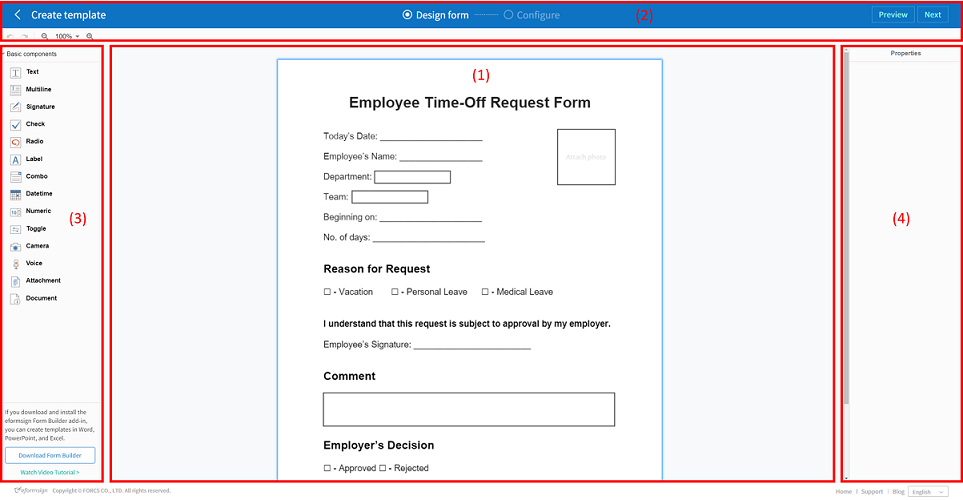 Create template
Design form
Configure
(2)
Preview
Next
100%
Basic components
Text
Multiline
Signature
Check
Radio
Label
Combo
Datetime
Numeric
Toggle
Camera
Voice
Attachment
Document
(3)
If you download and install the
eformsign Form Builder add-in,
you can create templates in Word,
PowerPoint, and Excel.
Download Form Builder
Watch Video Tutorial >
(1)
Employee Time-Off Request Form
Today's Date: ____________________
Employee's Name: ________________
Attach photo
Department:
Team:
Beginning on: ____________________
No. of days: ______________________
Reason for Request
☐ - Vacation ☐ - Personal Leave ☐ - Medical Leave
I understand that this request is subject to approval by my employer.
Employee's Signature: _______________________
Comment
Employer's Decision
☐ - Approved ☐ - Rejected
Properties
(4)
eformsign Copyright © FORCS CO., LTD. All rights reserved.
Home | Support | Blog English